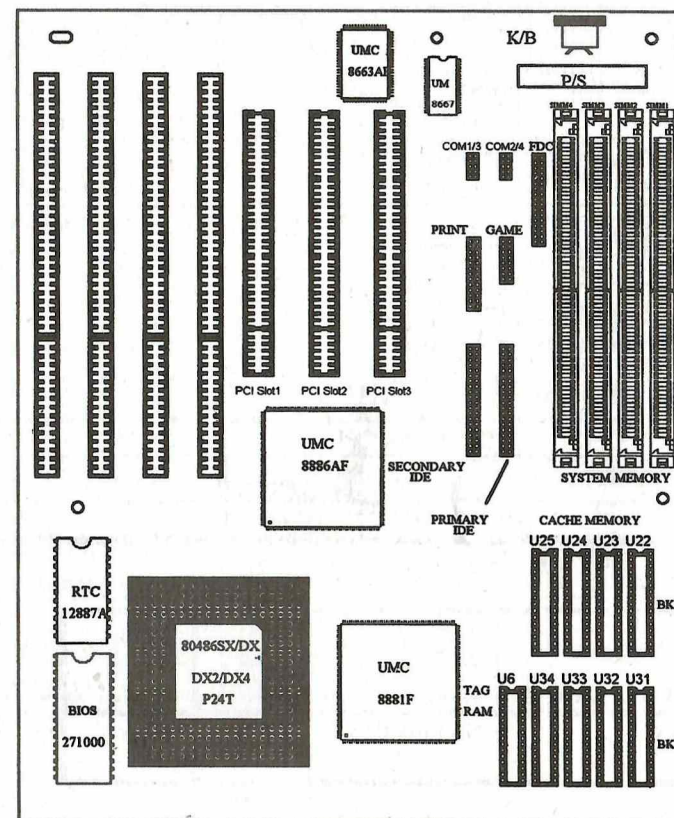 K/B
UMC
8663AF
UM
8667
P/S
SIMM4 SIMM3 SIMM2 SIMM1
COM1/3 COM2/4 FDC
PRINT GAME
PCI Slot1 PCI Slot2 PCI Slot3
UMC
8886AF
SECONDARY
IDE
PRIMARY
IDE
SYSTEM MEMORY
CACHE MEMORY
U25 U24 U23 U22
BK
RTC
12887A
80486SX/DX
DX2/DX4
P24T
UMC
8881F
TAG
RAM
U6 U34 U33 U32 U31
BK
BIOS
271000